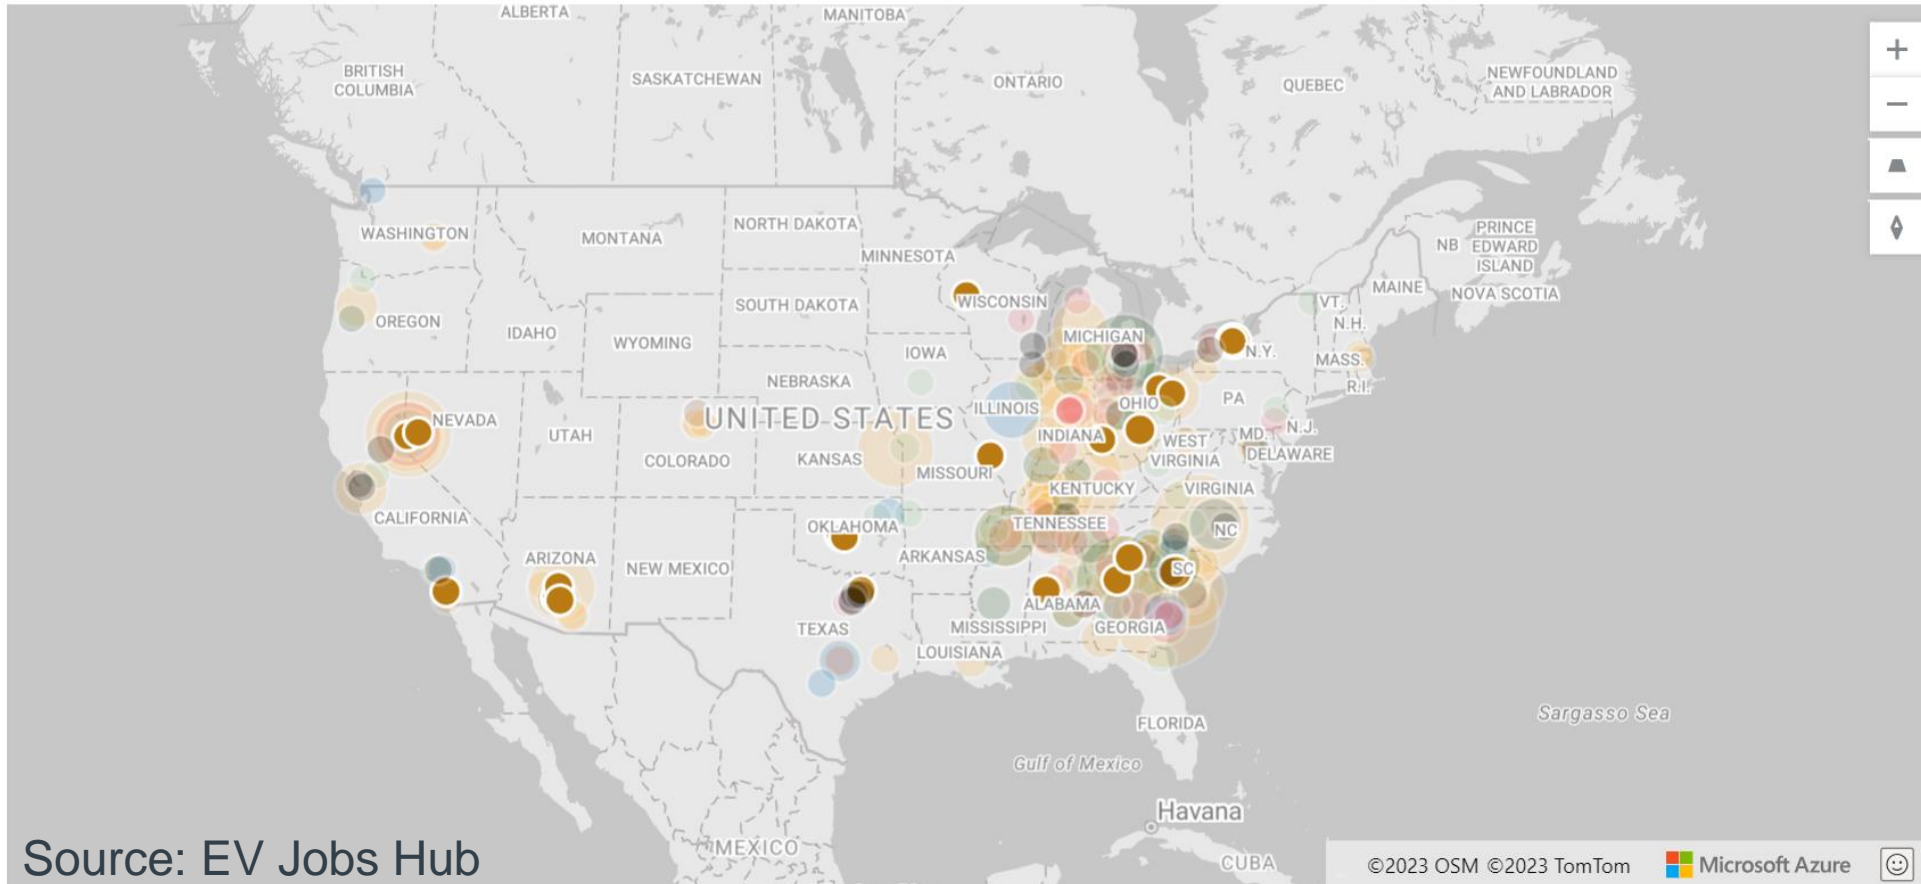 ALBERTA
MANITOBA
BRITISH
COLUMBIA
SASKATCHEWAN
ONTARIO
QUEBEC
NEWFOUNDLAND
AND LABRADOR
WASHINGTON
MONTANA
NORTH DAKOTA
MINNESOTA
NB
PRINCE
EDWARD
ISLAND
MAINE
NOVA SCOTIA
OREGON
IDAHO
SOUTH DAKOTA
WISCONSIN
VT.
N.H.
WYOMING
IOWA
MICHIGAN
N.Y.
MASS.
R.I.
NEBRASKA
NEVADA
UTAH
UNITED STATES
ILLINOIS
OHIO
PA
N.J.
COLORADO
KANSAS
MISSOURI
INDIANA
WEST
VIRGINIA
MD.
DELAWARE
CALIFORNIA
KENTUCKY
VIRGINIA
OKLAHOMA
TENNESSEE
NC
ARIZONA
NEW MEXICO
ARKANSAS
SC
TEXAS
MISSISSIPPI
ALABAMA
GEORGIA
LOUISIANA
FLORIDA
Sargasso Sea
Gulf of Mexico
Havana
MEXICO
CUBA
Source: EV Jobs Hub
©2023 OSM ©2023 TomTom
Microsoft Azure